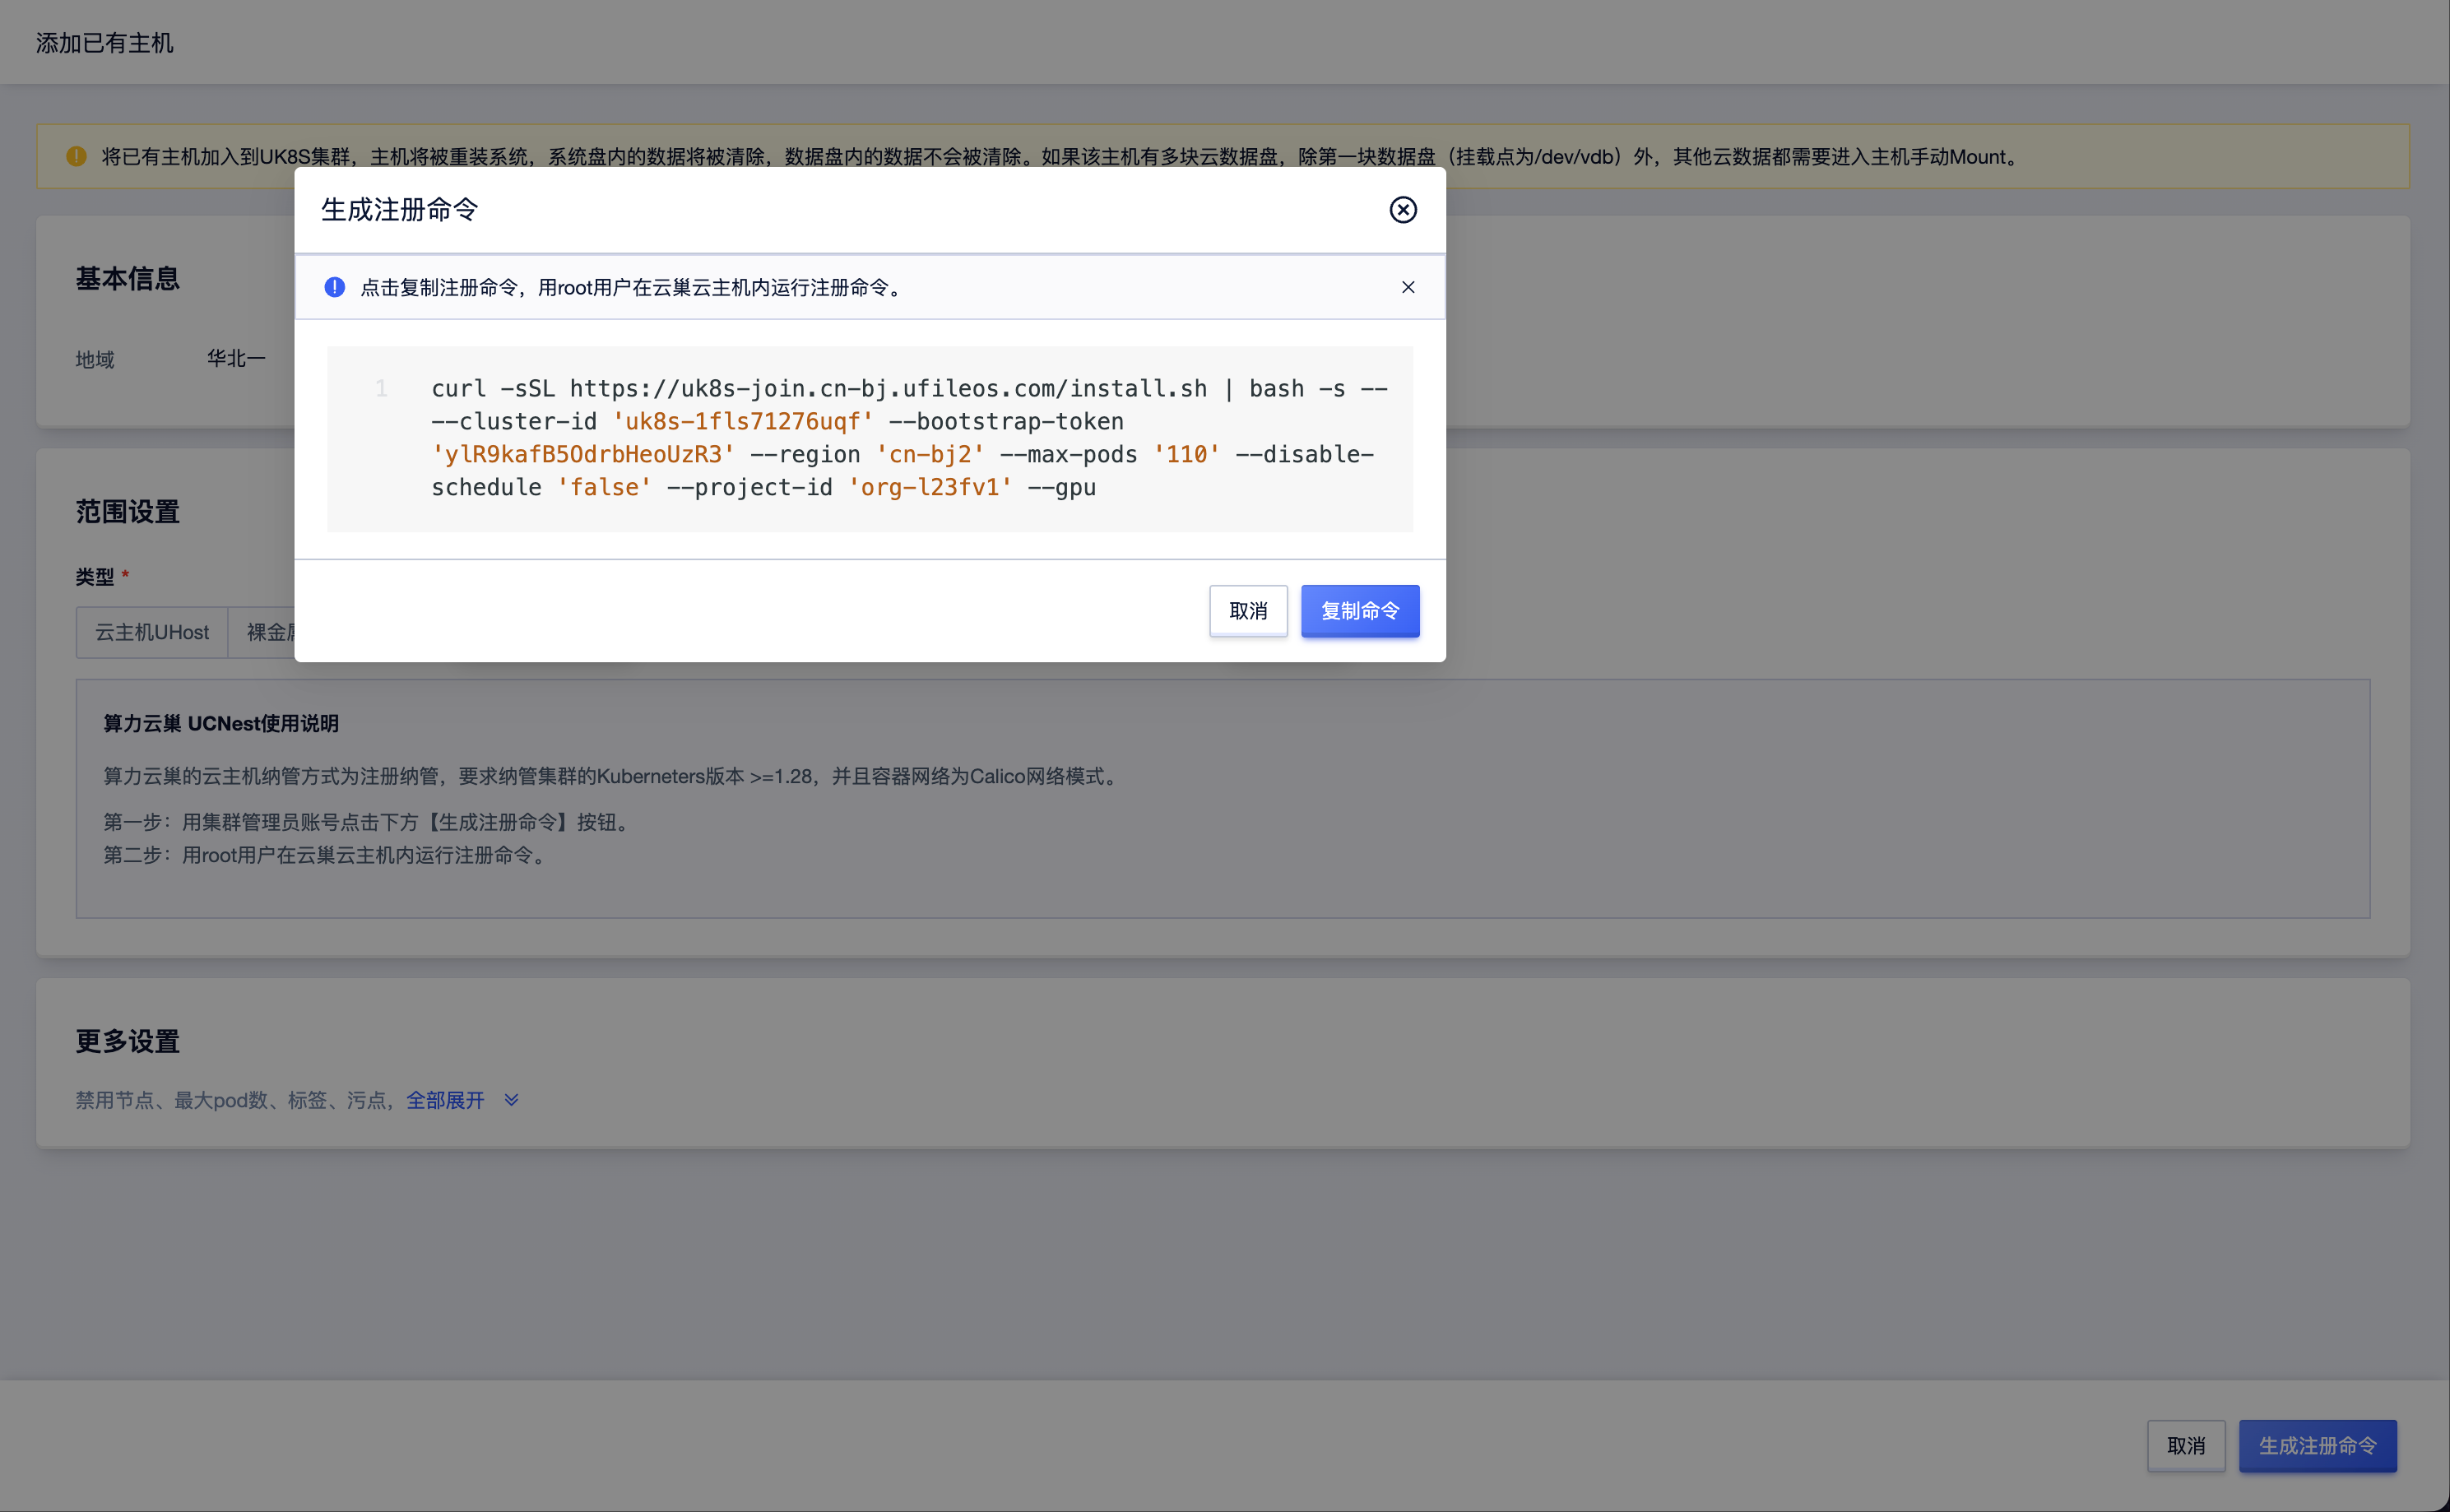 添加已有主机
将已有主机加入到UK8S集群，主机将被重装系统，系统盘内的数据将被清除，数据盘内的数据不会被清除。如果该主机有多块云数据盘，除第一块数据盘（挂载点为/dev/vdb）外，其他云数据都需要进入主机手动Mount。
生成注册命令
点击复制注册命令，用root用户在云巢云主机内运行注册命令。
1
curl -sSL https://uk8s-join.cn-bj.ufileos.com/install.sh | bash -s --
--cluster-id 'uk8s-1fls71276uqf' --bootstrap-token
'ylR9kafB5OdrbHeoUzR3' --region 'cn-bj2' --max-pods '110' --disable-
schedule 'false' --project-id 'org-l23fv1' --gpu
取消
复制命令
基本信息
地域 华北一
范围设置
类型 *
云主机UHost
裸金
算力云巢 UCNest使用说明
算力云巢的云主机纳管方式为注册纳管，要求纳管集群的Kuberneters版本 >=1.28，并且容器网络为Calico网络模式。
第一步：用集群管理员账号点击下方【生成注册命令】按钮。
第二步：用root用户在云巢云主机内运行注册命令。
更多设置
禁用节点、最大pod数、标签、污点，全部展开
取消
生成注册命令